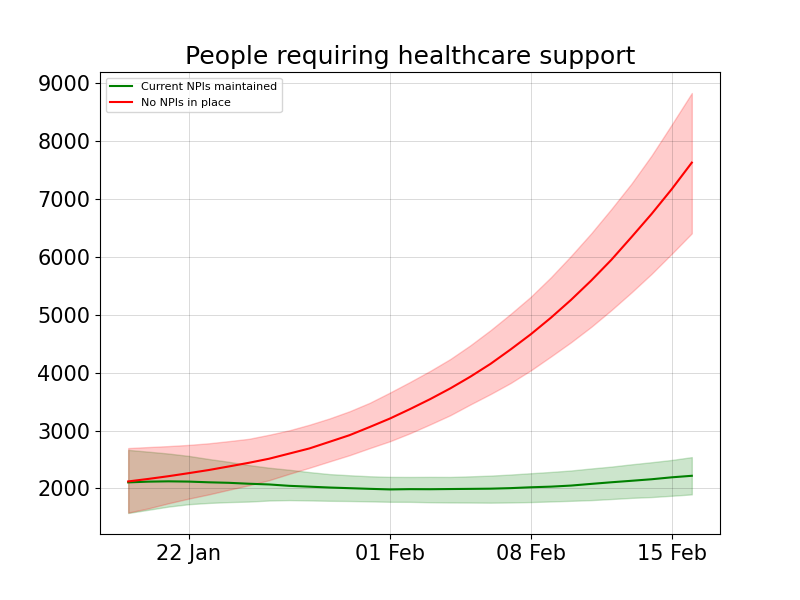 People requiring healthcare support
Current NPIs maintained
No NPIs in place
9000
8000
7000
6000
5000
4000
3000
2000
22 Jan
01 Feb
08 Feb
15 Feb